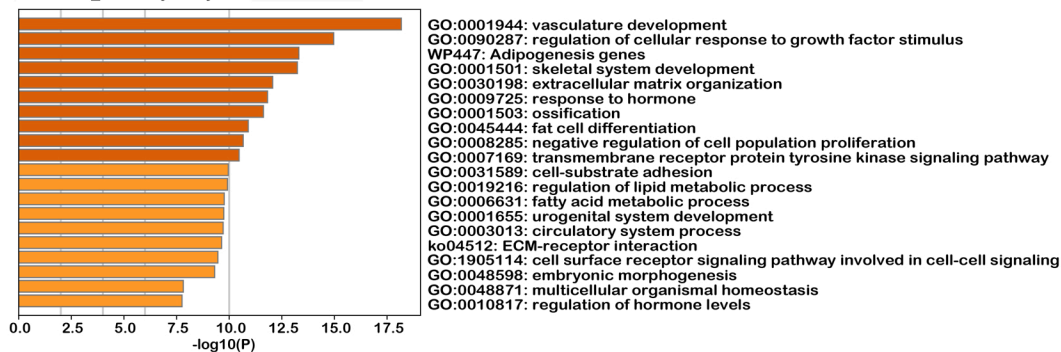 GO:0001944: vasculature development
GO:0090287: regulation of cellular response to growth factor stimulus
WP447: Adipogenesis genes
GO:0001501: skeletal system development
GO:0030198: extracellular matrix organization
GO:0009725: response to hormone
GO:0001503: ossification
GO:0045444: fat cell differentiation
GO:0008285: negative regulation of cell population proliferation
GO:0007169: transmembrane receptor protein tyrosine kinase signaling pathway
GO:0031589: cell-substrate adhesion
GO:0019216: regulation of lipid metabolic process
GO:0006631: fatty acid metabolic process
GO:0001655: urogenital system development
GO:0003013: circulatory system process
ko04512: ECM-receptor interaction
GO:1905114: cell surface receptor signaling pathway involved in cell-cell signaling
GO:0048598: embryonic morphogenesis
GO:0048871: multicellular organismal homeostasis
GO:0010817: regulation of hormone levels
0.0 2.5 5.0 7.5 10.0 12.5 15.0 17.5
-log10(P)